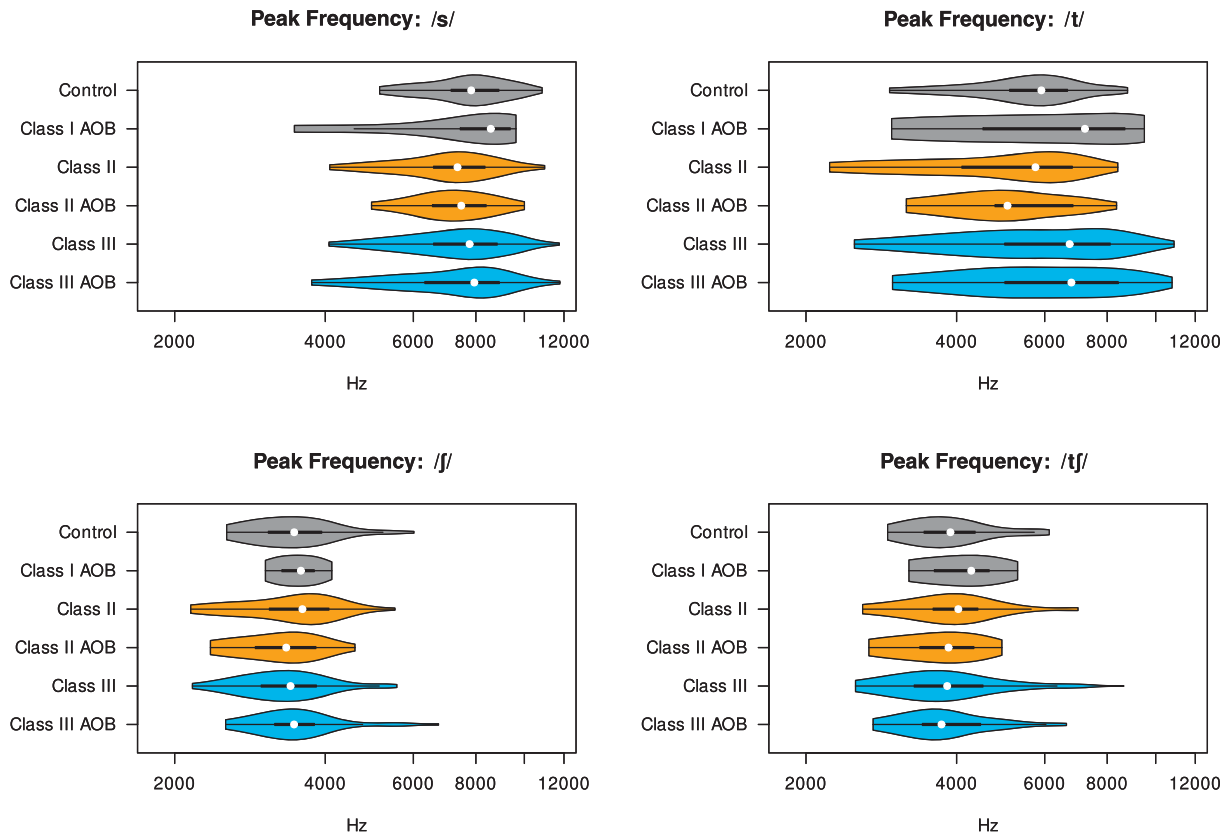 Peak Frequency: /s/
Control
Class I AOB
Class II
Class II AOB
Class III
Class III AOB
2000 4000 6000 8000 12000
Hz
Peak Frequency: /t/
Control
Class I AOB
Class II
Class II AOB
Class III
Class III AOB
2000 4000 6000 8000 12000
Hz
Peak Frequency: /ʃ/
Control
Class I AOB
Class II
Class II AOB
Class III
Class III AOB
2000 4000 6000 8000 12000
Hz
Peak Frequency: /tʃ/
Control
Class I AOB
Class II
Class II AOB
Class III
Class III AOB
2000 4000 6000 8000 12000
Hz